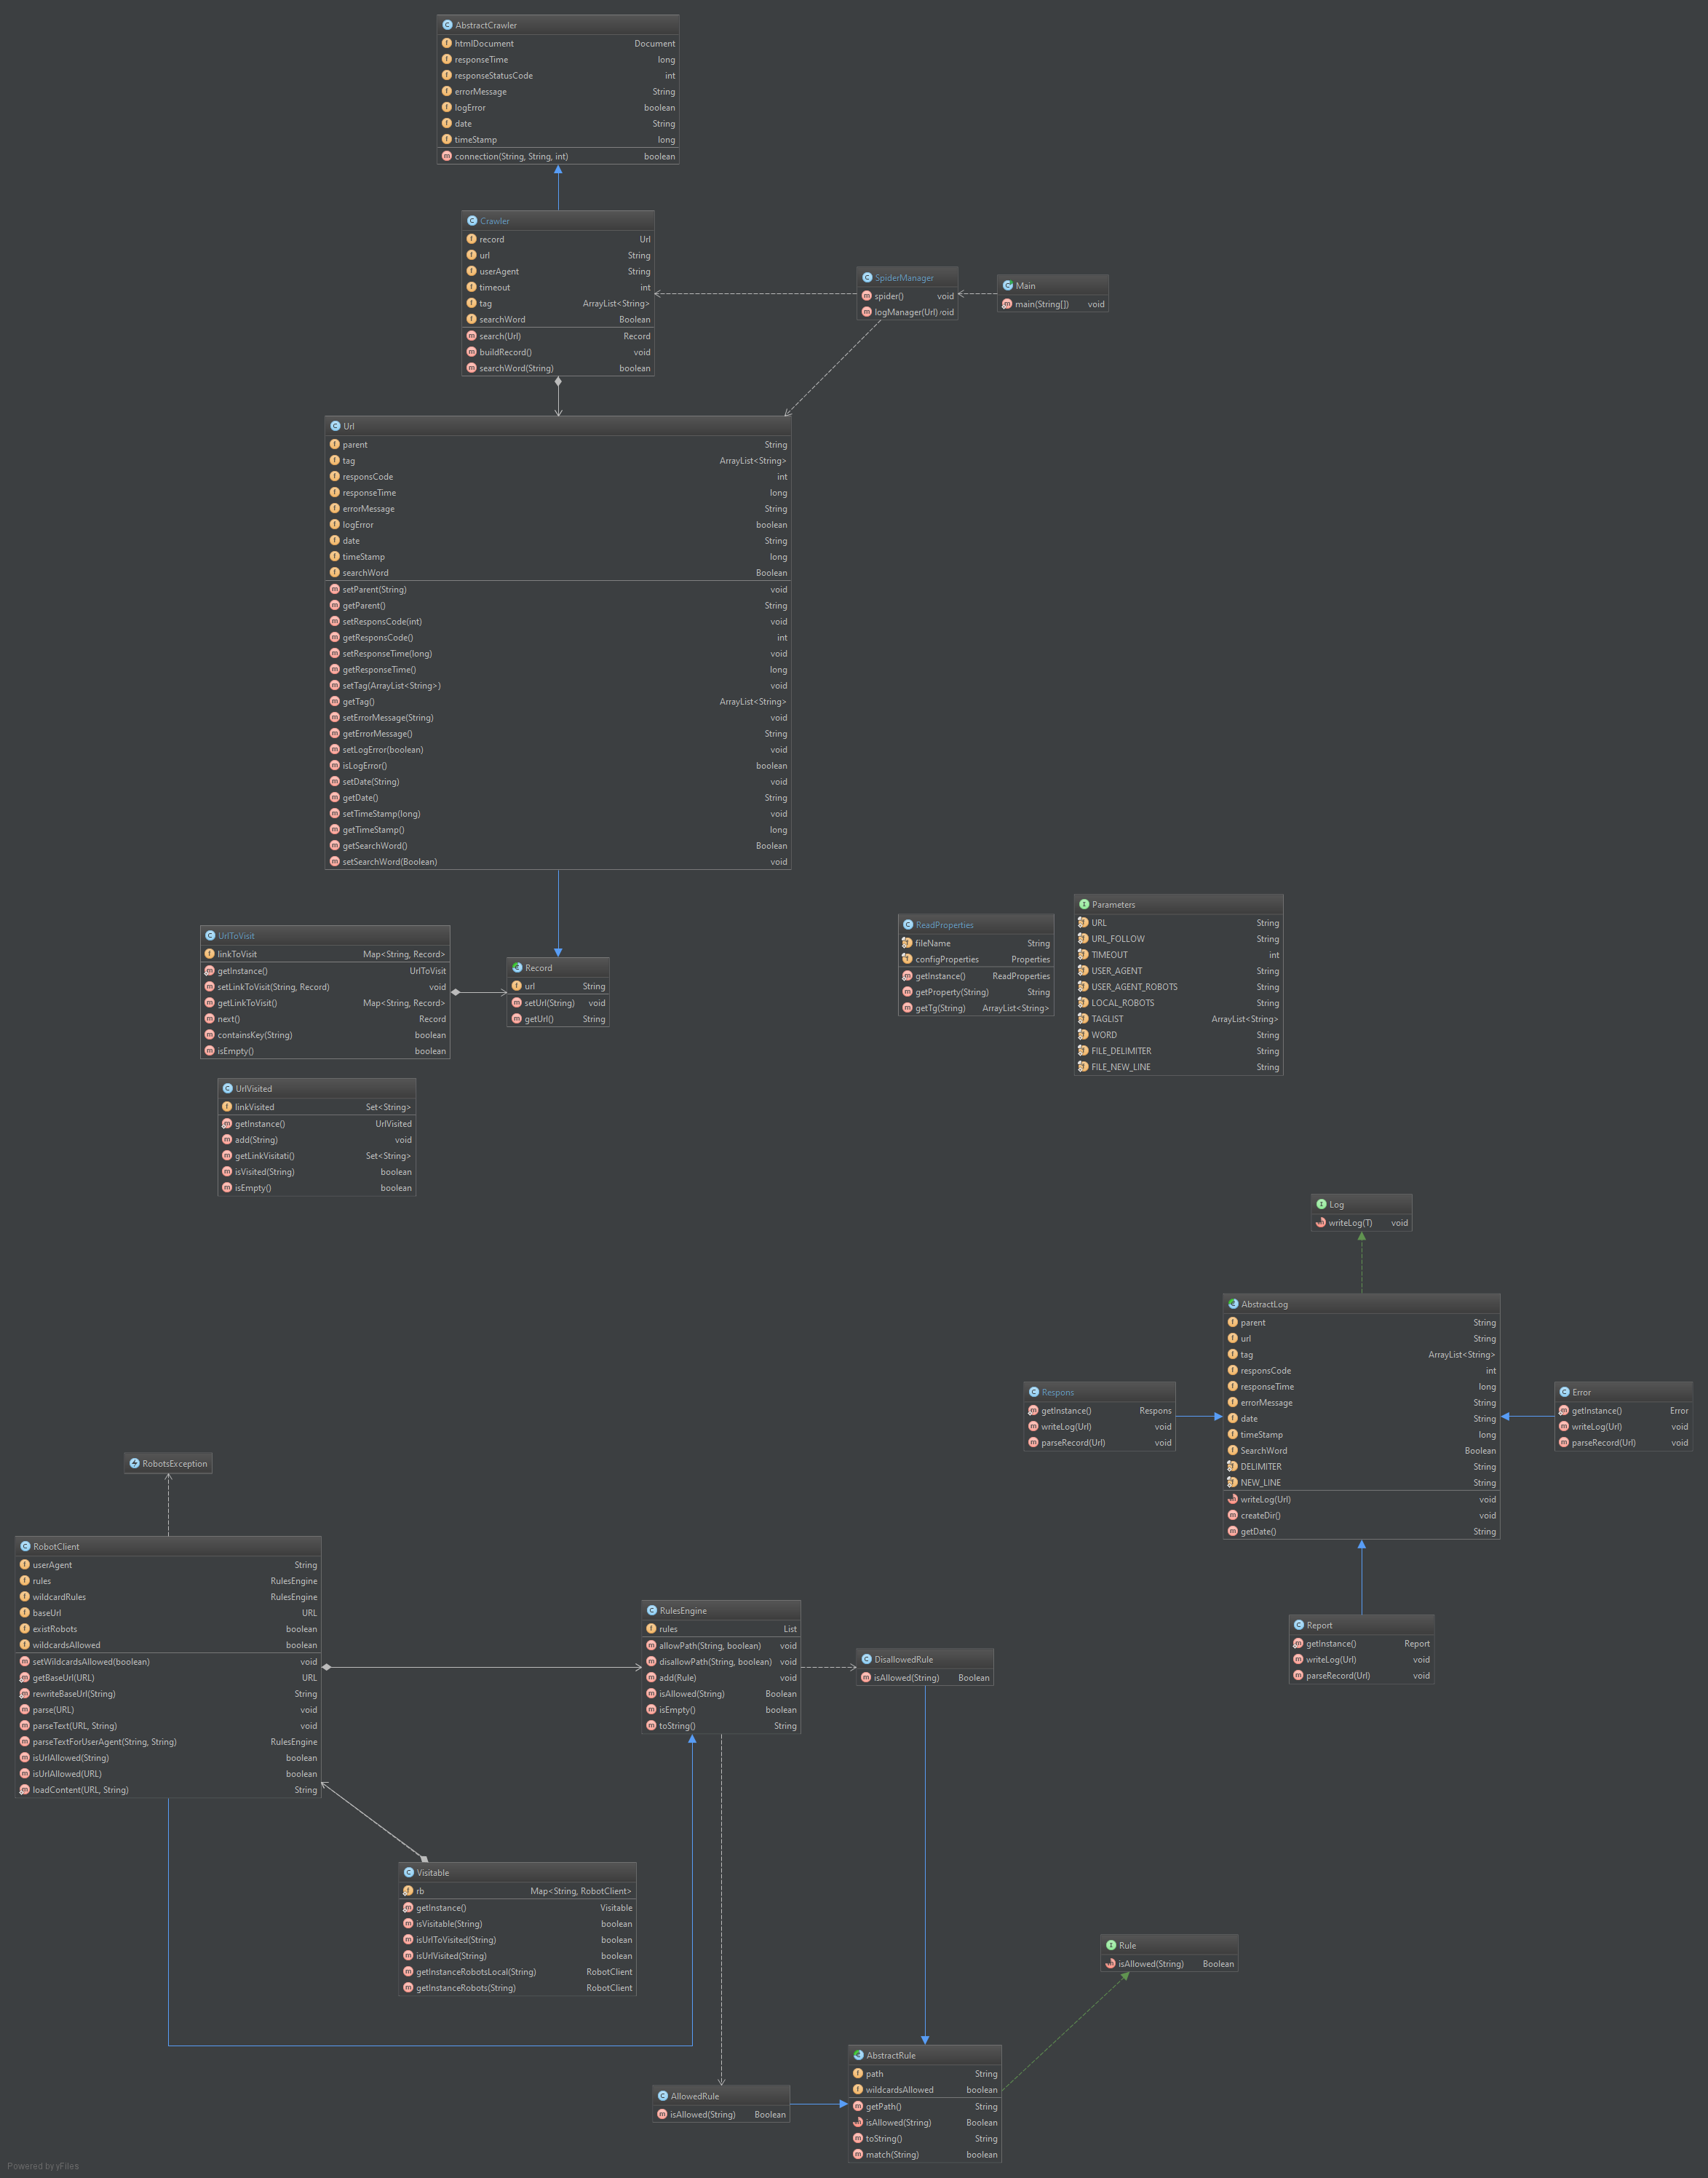 AbstractCrawler
htmlDocument Document
responseTime long
responseStatusCode int
errorMessage String
logError boolean
date String
timeStamp long
connection(String, String, int) boolean
Crawler
record Url
url String
userAgent String
timeout int
tag ArrayList<String>
searchWord Boolean
search(Url) Record
buildRecord() void
searchWord(String) boolean
SpiderManager
spider() void
logManager(Url) void
Main
main(String[]) void
Url
parent String
tag ArrayList<String>
responsCode int
responseTime long
errorMessage String
logError boolean
date String
timeStamp long
searchWord Boolean
setParent(String) void
getParent() String
setResponsCode(int) void
getResponsCode() int
setResponseTime(long) void
getResponseTime() long
setTag(ArrayList<String>) void
getTag() ArrayList<String>
setErrorMessage(String) void
getErrorMessage() String
setLogError(boolean) void
isLogError() boolean
setDate(String) void
getDate() String
setTimeStamp(long) void
getTimeStamp() long
getSearchWord() Boolean
setSearchWord(Boolean) void
UrlToVisit
linkToVisit Map<String, Record>
getInstance() UrlToVisit
setLinkToVisit(String, Record) void
getLinkToVisit() Map<String, Record>
next() Record
containsKey(String) boolean
isEmpty() boolean
Record
url String
setUrl(String) void
getUrl() String
ReadProperties
fileName String
configProperties Properties
getInstance() ReadProperties
getProperty(String) String
getTg(String) ArrayList<String>
Parameters
URL String
URL_FOLLOW String
TIMEOUT int
USER_AGENT String
USER_AGENT_ROBOTS String
LOCAL_ROBOTS String
TAGLIST ArrayList<String>
WORD String
FILE_DELIMITER String
FILE_NEW_LINE String
UrlVisited
linkVisited Set<String>
getInstance() UrlVisited
add(String) void
getLinkVisitati() Set<String>
isVisited(String) boolean
isEmpty() boolean
Log
writeLog(T) void
AbstractLog
parent String
url String
tag ArrayList<String>
responsCode int
responseTime long
errorMessage String
date String
timeStamp long
SearchWord Boolean
DELIMITER String
NEW_LINE String
writeLog(Url) void
createDir() void
getDate() String
Respons
getInstance() Respons
writeLog(Url) void
parseRecord(Url) void
Error
getInstance() Error
writeLog(Url) void
parseRecord(Url) void
Report
getInstance() Report
writeLog(Url) void
parseRecord(Url) void
RobotsException
RobotClient
userAgent String
rules RulesEngine
wildcardRules RulesEngine
baseUrl URL
existRobots boolean
wildcardsAllowed boolean
setWildcardsAllowed(boolean) void
getBaseUrl(URL) URL
rewriteBaseUrl(String) String
parse(URL) void
parseText(URL, String) void
parseTextForUserAgent(String, String) RulesEngine
isUrlAllowed(String) boolean
isUrlAllowed(URL) boolean
loadContent(URL, String) String
RulesEngine
rules List
allowPath(String, boolean) void
disallowPath(String, boolean) void
add(Rule) void
isAllowed(String) Boolean
isEmpty() boolean
toString() String
DisallowedRule
isAllowed(String) Boolean
Visitable
rb Map<String, RobotClient>
getInstance() Visitable
isVisitable(String) boolean
isUrlToVisited(String) boolean
isUrlVisited(String) boolean
getInstanceRobotsLocal(String) RobotClient
getInstanceRobots(String) RobotClient
Rule
isAllowed(String) Boolean
AbstractRule
path String
wildcardsAllowed boolean
getPath() String
isAllowed(String) Boolean
toString() String
match(String) boolean
AllowedRule
isAllowed(String) Boolean
Powered by yFiles